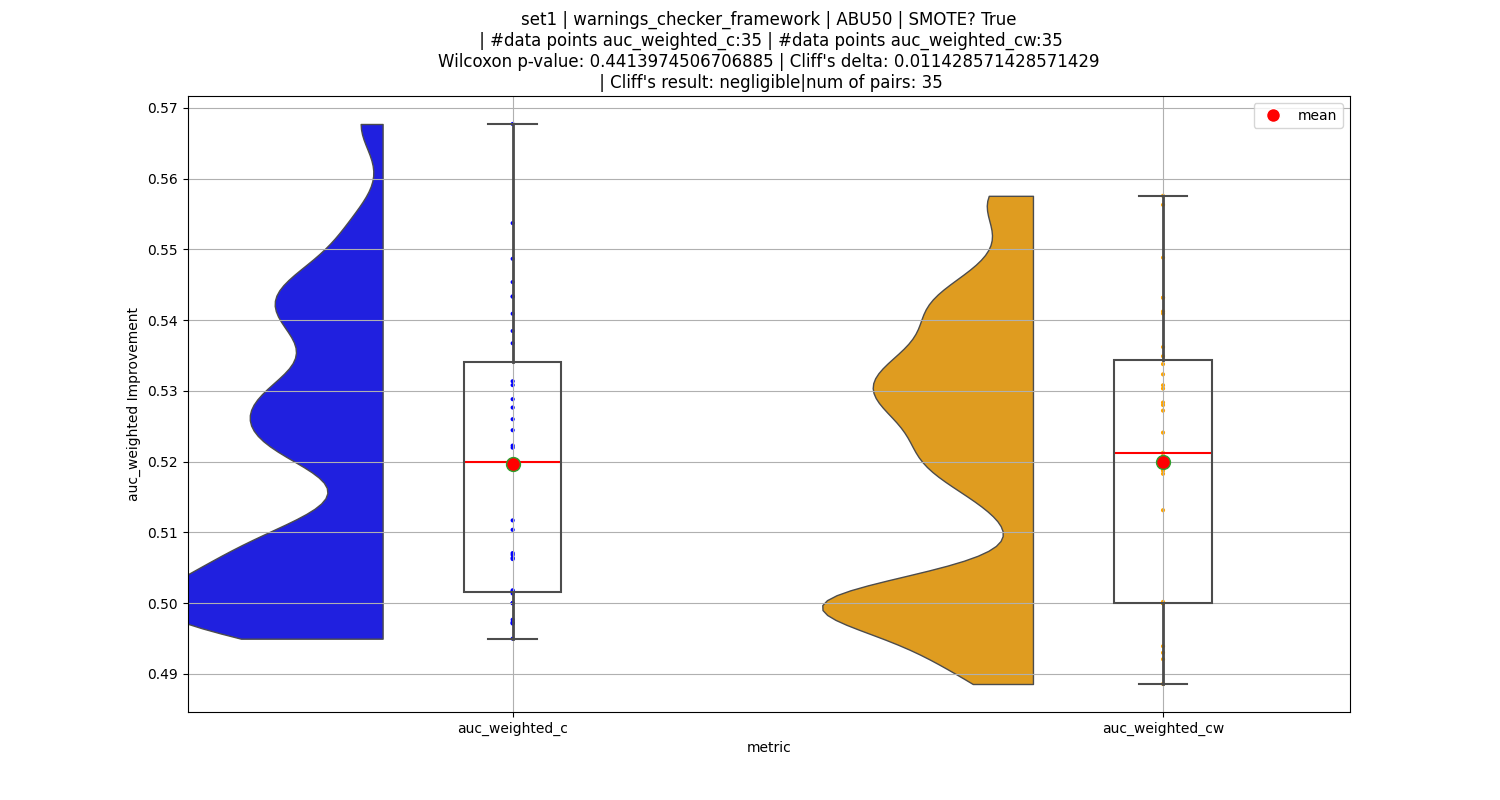 set1 | warnings_checker_framework | ABU50 | SMOTE? True
| #data points auc_weighted_c:35 | #data points auc_weighted_cw:35
Wilcoxon p-value: 0.4413974506706885 | Cliff's delta: 0.011428571428571429
| Cliff's result: negligible|num of pairs: 35
mean
0.57
0.56
0.55
0.54
0.53
0.52
0.51
0.50
0.49
auc_weighted Improvement
auc_weighted_c
auc_weighted_cw
metric